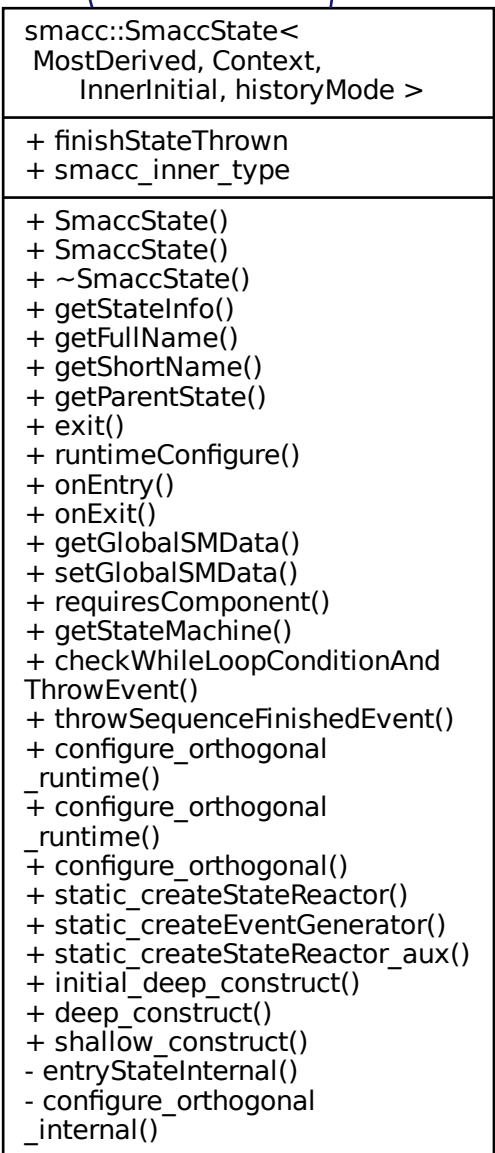 smacc::SmaccState<
MostDerived, Context,
InnerInitial, historyMode >
+ finishStateThrown
+ smacc_inner_type
+ SmaccState()
+ SmaccState()
+ ~SmaccState()
+ getStateInfo()
+ getFullName()
+ getShortName()
+ getParentState()
+ exit()
+ runtimeConfigure()
+ onEntry()
+ onExit()
+ getGlobalSMData()
+ setGlobalSMData()
+ requiresComponent()
+ getStateMachine()
+ checkWhileLoopConditionAnd
ThrowEvent()
+ throwSequenceFinishedEvent()
+ configure_orthogonal
_runtime()
+ configure_orthogonal
_runtime()
+ configure_orthogonal()
+ static_createStateReactor()
+ static_createEventGenerator()
+ static_createStateReactor_aux()
+ initial_deep_construct()
+ deep_construct()
+ shallow_construct()
- entryStateInternal()
- configure_orthogonal
_internal()